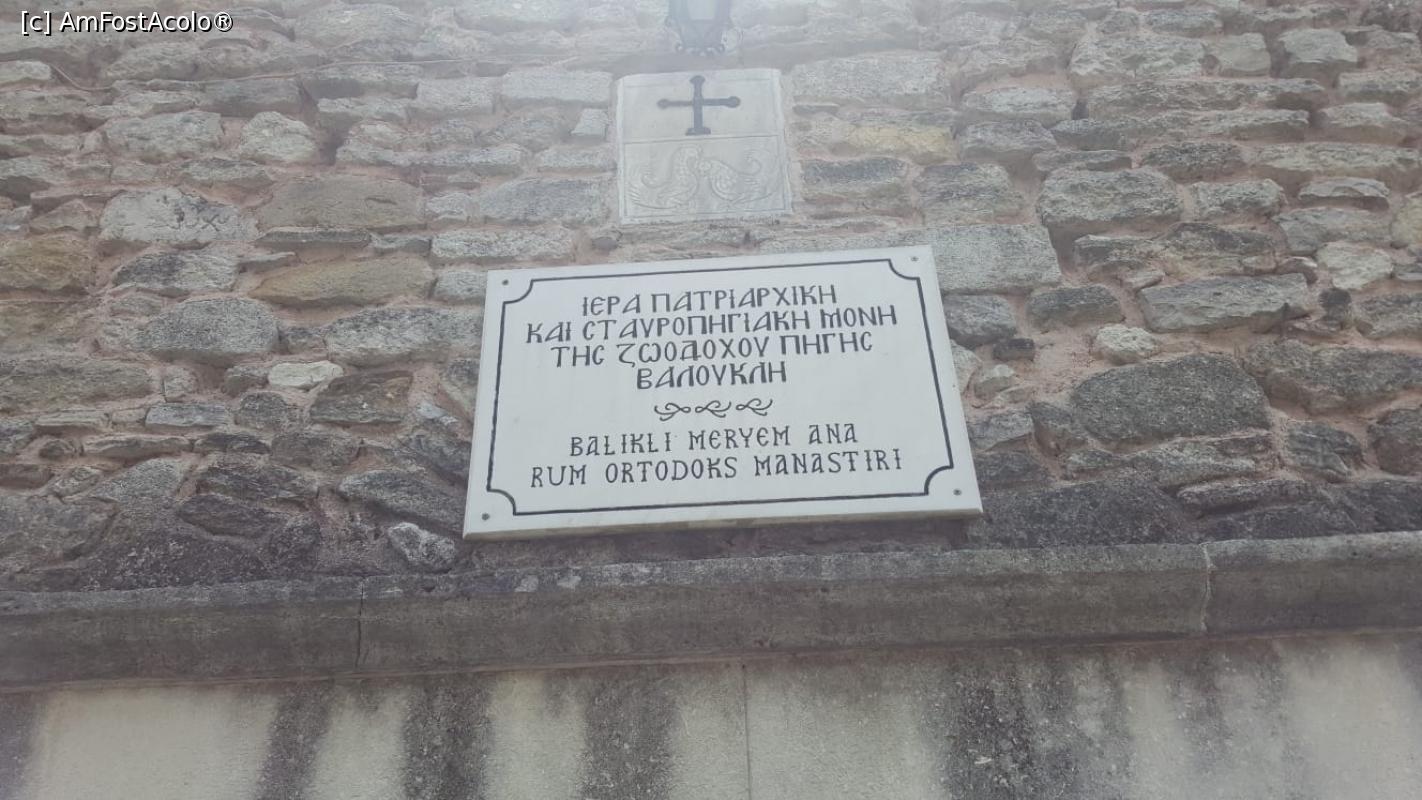 [c] AmFostAcolo®
ΙΕΡΑ ΠΑΤΡΙΑΡΧΙΚΗ
ΚΑΙ ΣΤΑΥΡΟΠΗΓΙΑΚΗ ΜΟΝΗ
ΤΗΣ ΖΩΟΔΟΧΟΥ ΠΗΓΗΣ
ΒΑΛΟΥΚΛΗ
BALIKLI MERYEM ANA
RUM ORTODOKS MANASTIRI